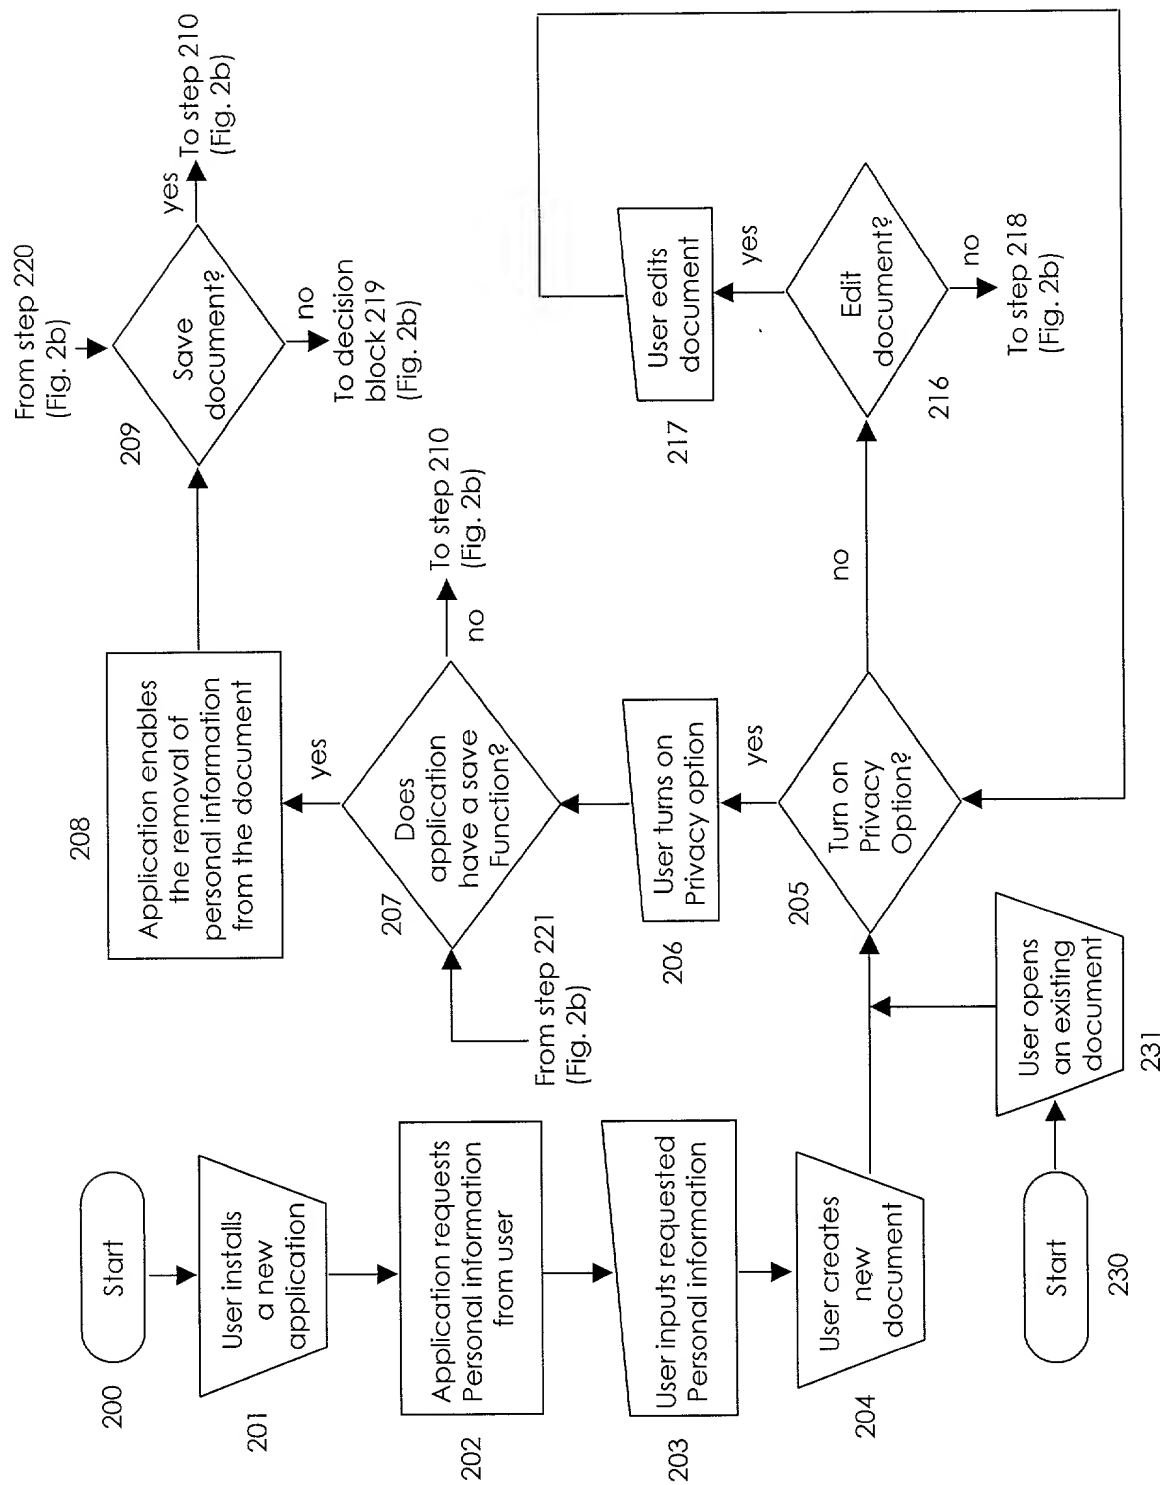 200
Start
201
User installs
a new
application
202
Application requests
Personal information
from user
203
User inputs requested
Personal information
204
User creates
new
document
230
Start
231
User opens
an existing
document
205
Turn on
Privacy
Option?
yes
no
206
User turns on
Privacy option
From step 221
(Fig. 2b)
207
Does
application
have a save
Function?
yes
no
To step 210
(Fig. 2b)
208
Application enables
the removal of
personal information
from the document
From step 220
(Fig. 2b)
209
Save
document?
yes
To step 210
(Fig. 2b)
no
To decision
block 219
(Fig. 2b)
216
Edit
document?
yes
no
To step 218
(Fig. 2b)
217
User edits
document